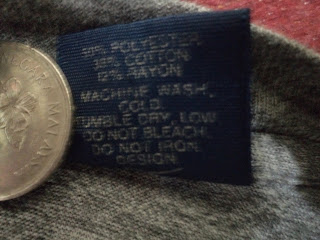 50% POLYESTER
38% COTTON
12% RAYON
MACHINE WASH,
COLD.
TUMBLE DRY, LOW
DO NOT BLEACH.
DO NOT IRON
DESIGN.